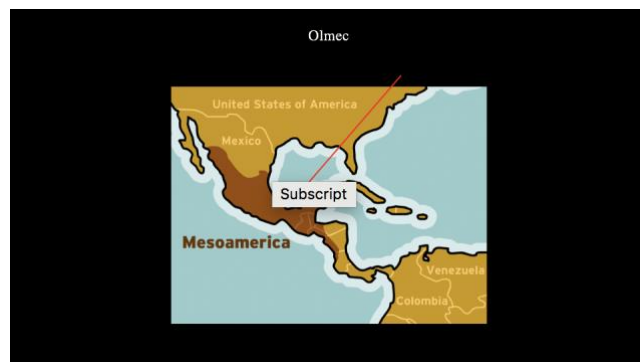 Olmec
United States of America
Mexico
Subscript
Mesoamerica
Venezuela
Colombia